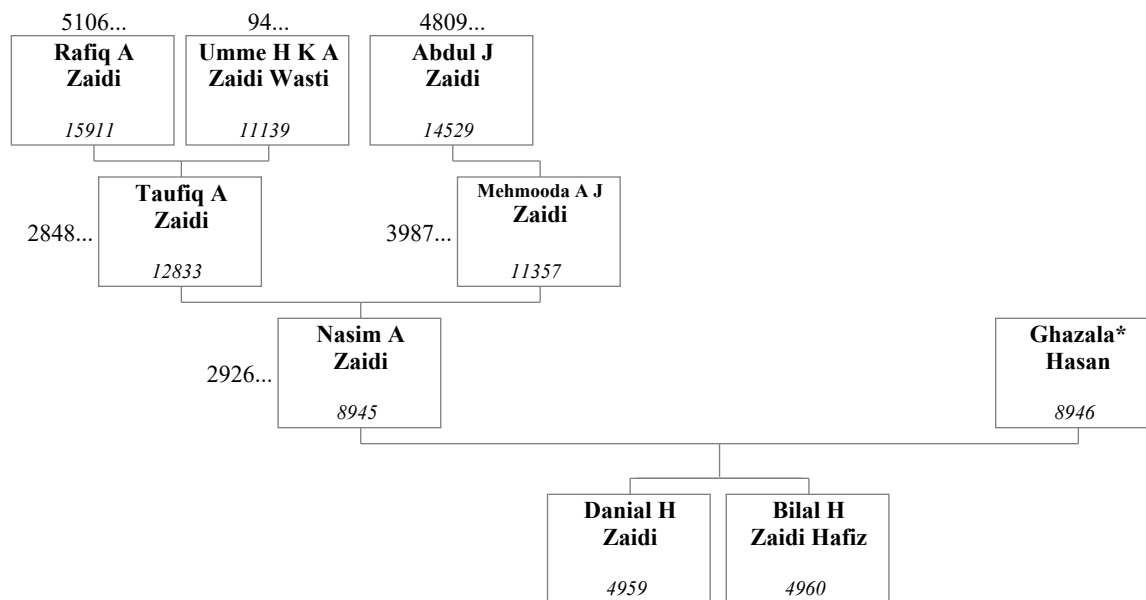 5106...
94...
4809...
Rafiq A
Zaidi
15911
Umme H K A
Zaidi Wasti
11139
Abdul J
Zaidi
14529
2848...
Taufiq A
Zaidi
12833
3987...
Mehmooda A J
Zaidi
11357
2926...
Nasim A
Zaidi
8945
Ghazala*
Hasan
8946
Danial H
Zaidi
4959
Bilal H
Zaidi Hafiz
4960